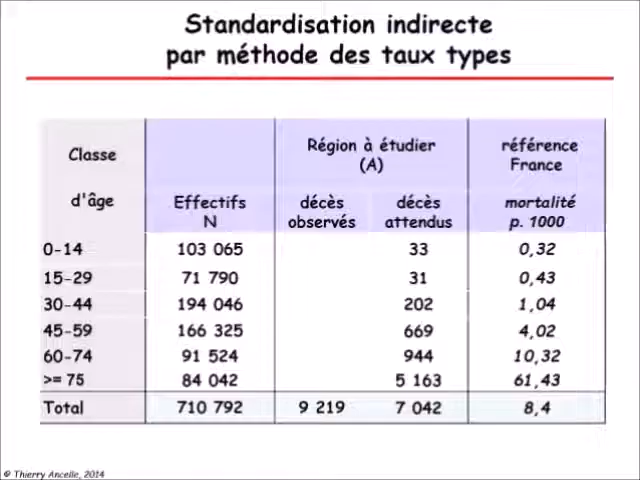 Standardisation indirecte
par méthode des taux types
Classe
d'âge
Effectifs
N
Région à étudier
(A)
décès
observés
décès
attendus
référence
France
mortalité
p. 1000
0-14 103 065 33 0,32
15-29 71 790 31 0,43
30-44 194 046 202 1,04
45-59 166 325 669 4,02
60-74 91 524 944 10,32
>= 75 84 042 5 163 61,43
Total 710 792 9 219 7 042 8,4
© Thierry Ancelle, 2014